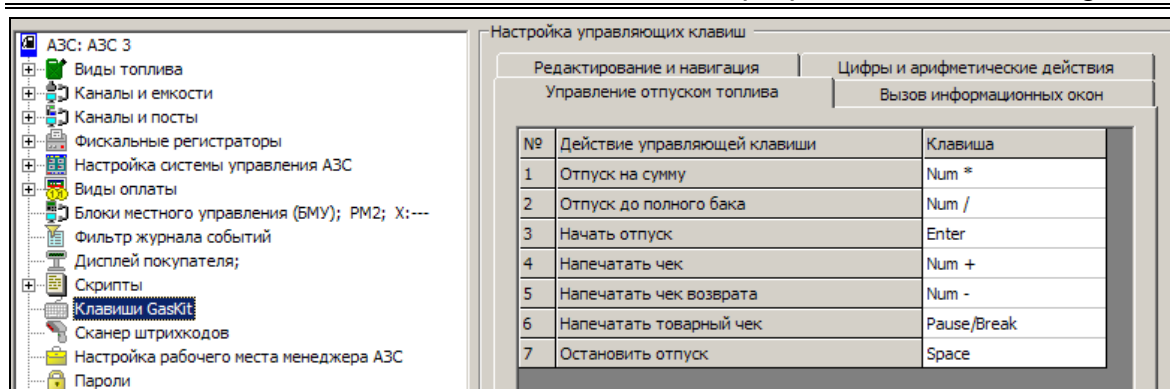 АЗС: АЗС 3
Виды топлива
Каналы и емкости
Каналы и посты
Фискальные регистраторы
Настройка системы управления АЗС
Виды оплаты
Блоки местного управления (БМУ); РМ2; X:---
Фильтр журнала событий
Дисплей покупателя;
Скрипты
Клавиши GasKit
Сканер штрихкодов
Настройка рабочего места менеджера АЗС
Пароли
Настройка управляющих клавиш
Редактирование и навигация Цифры и арифметические действия
Управление отпуском топлива Вызов информационных окон
№ Действие управляющей клавиши Клавиша
1 Отпуск на сумму Num *
2 Отпуск до полного бака Num /
3 Начать отпуск Enter
4 Напечатать чек Num +
5 Напечатать чек возврата Num -
6 Напечатать товарный чек Pause/Break
7 Остановить отпуск Space